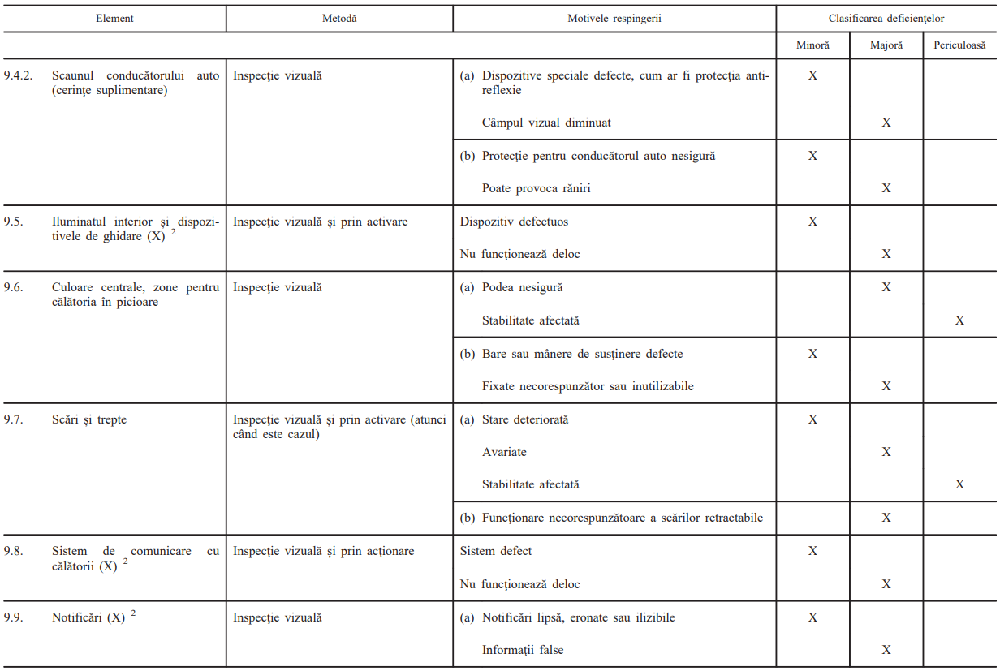 Element Metodă Motivele respingerii Clasificarea deficiențelor
Minoră Majoră Periculoasă
9.4.2. Scaunul conducătorului auto Inspecție vizuală (a) Dispozitive speciale defecte, cum ar fi protecția anti- X
(cerințe suplimentare) reflexie
Câmpul vizual diminuat X
(b) Protecție pentru conducătorul auto nesigură X
Poate provoca răniri X
9.5. Iluminatul interior și dispozi- Inspecție vizuală și prin activare Dispozitiv defectuos X
tivele de ghidare (X) 2
Nu funcționează deloc X
9.6. Culoare centrale, zone pentru Inspecție vizuală (a) Podea nesigură X
călătoria în picioare
Stabilitate afectată X
(b) Bare sau mânere de susținere defecte X
Fixate necorespunzător sau inutilizabile X
9.7. Scări și trepte Inspecție vizuală și prin activare (atunci (a) Stare deteriorată X
când este cazul)
Avariate X
Stabilitate afectată X
(b) Funcționare necorespunzătoare a scărilor retractabile X
9.8. Sistem de comunicare cu Inspecție vizuală și prin acționare Sistem defect X
călătorii (X) 2
Nu funcționează deloc X
9.9. Notificări (X) 2 Inspecție vizuală (a) Notificări lipsă, eronate sau ilizibile X
Informații false X